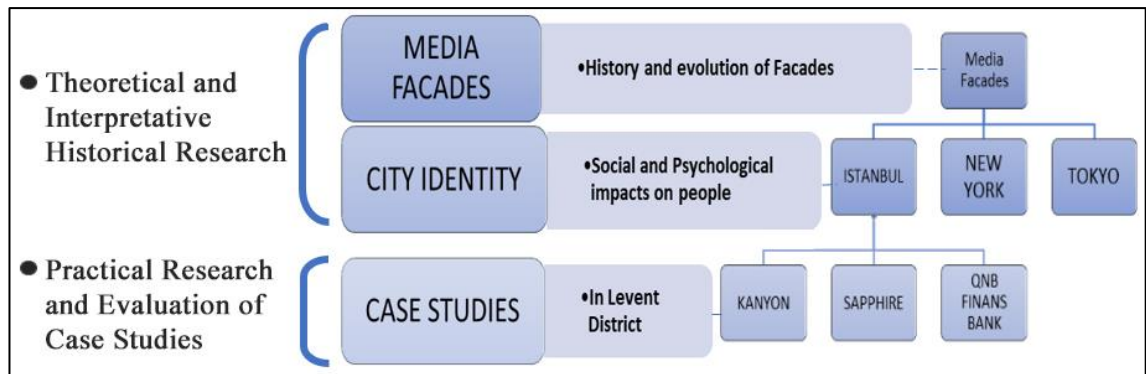 ● Theoretical and
Interpretative
Historical Research
MEDIA
FACADES
•History and evolution of Facades
Media
Facades
CITY IDENTITY
•Social and Psychological
impacts on people
ISTANBUL
NEW
YORK
TOKYO
● Practical Research
and Evaluation of
Case Studies
CASE STUDIES
•In Levent
District
KANYON
SAPPHIRE
QNB
FINANS
BANK